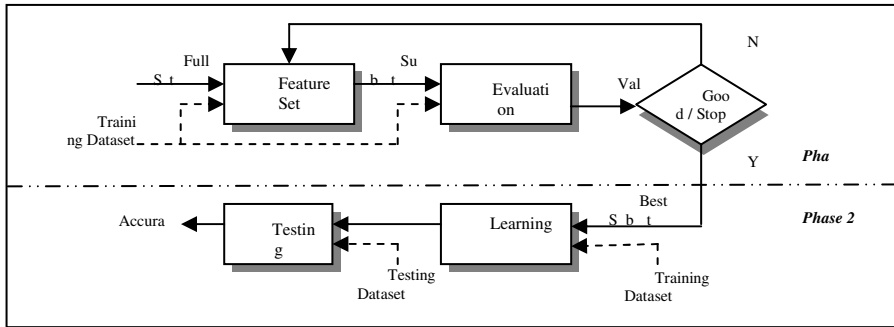 N
Full
S t
Feature
Set
Su
b t
Evaluati
on
Val
Goo
d / Stop
Traini
ng Dataset
Y
Pha
Best
S b t
Phase 2
Accura
Testin
g
Learning
Testing
Dataset
Training
Dataset